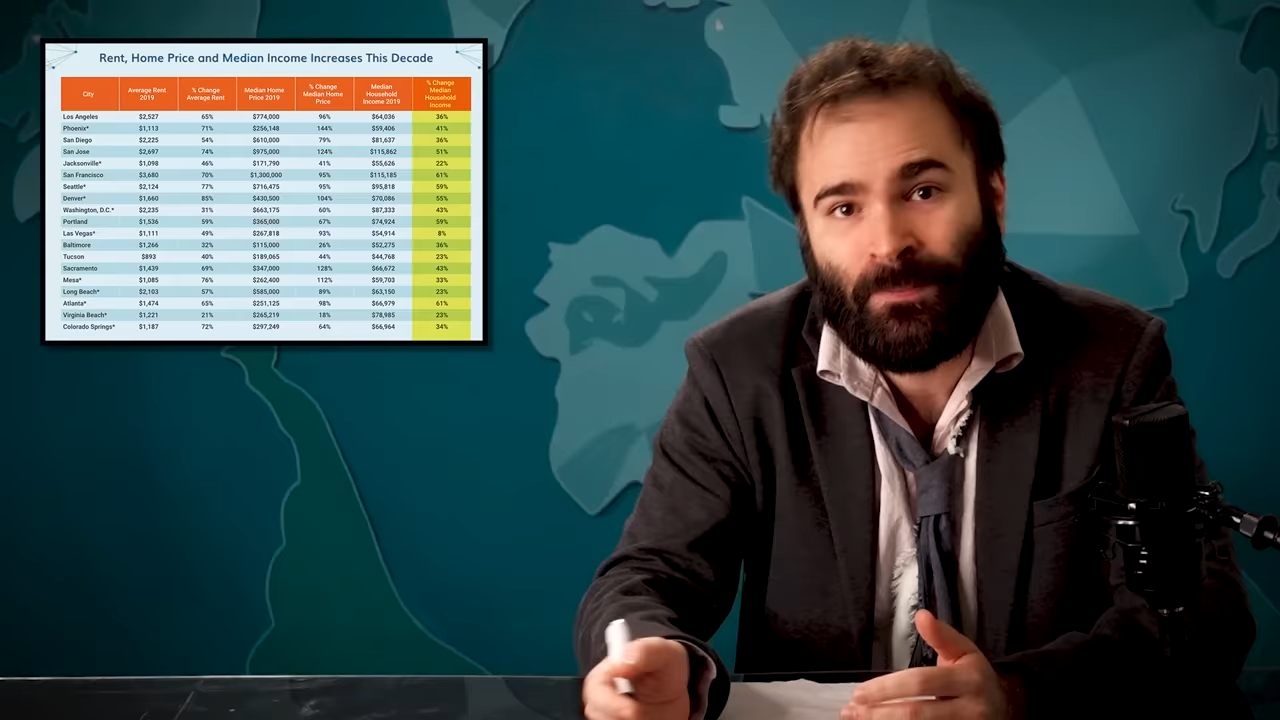 Rent, Home Price and Median Income Increases This Decade
City Average Rent 2019 % Change Average Rent Median Home Price 2019 % Change Median Home Price Median Household Income 2019 % Change Median Household Income
Los Angeles $2,527 65% $774,000 96% $64,036 36%
Phoenix* $1,113 71% $256,148 144% $59,406 41%
San Diego $2,225 54% $610,000 79% $81,637 36%
San Jose $2,697 74% $975,000 124% $115,862 51%
Jacksonville* $1,098 46% $171,790 41% $55,626 22%
San Francisco $3,680 70% $1,300,000 95% $115,185 61%
Seattle* $2,124 77% $716,475 95% $95,818 59%
Denver* $1,660 85% $430,500 104% $70,086 55%
Washington, D.C.* $2,235 31% $663,175 60% $87,333 43%
Portland $1,536 59% $365,000 67% $74,924 59%
Las Vegas* $1,111 49% $267,818 93% $54,914 8%
Baltimore $1,266 32% $115,000 26% $52,275 36%
Tucson $893 40% $189,065 44% $44,768 23%
Sacramento $1,439 69% $347,000 128% $66,672 43%
Mesa* $1,085 76% $262,400 112% $59,703 33%
Long Beach* $2,103 57% $585,000 89% $63,150 23%
Atlanta* $1,474 65% $251,125 98% $66,979 61%
Virginia Beach* $1,221 21% $265,219 18% $78,985 23%
Colorado Springs* $1,187 72% $297,249 64% $66,964 34%